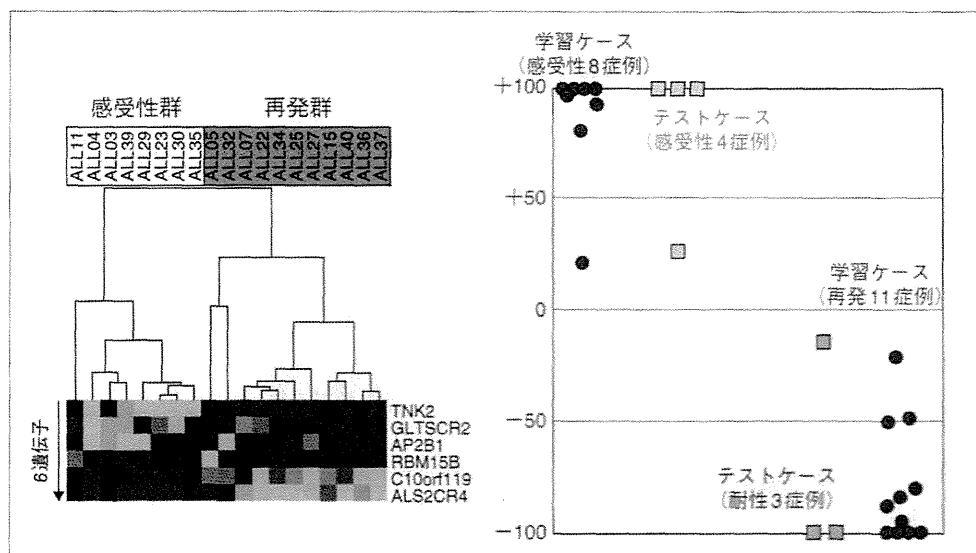 感受性群 再発群
ALL11
ALL04
ALL03
ALL39
ALL29
ALL23
ALL30
ALL35
ALL05
ALL32
ALL07
ALL22
ALL34
ALL25
ALL27
ALL15
ALL40
ALL36
ALL37
6遺伝子
TNK2
GLTSCR2
AP2B1
RBM15B
C10orf119
ALS2CR4
学習ケース
(感受性8症例)
+100
テストケース
(感受性4症例)
+50
学習ケース
(再発11症例)
0
-50
テストケース
(耐性3症例)
-100